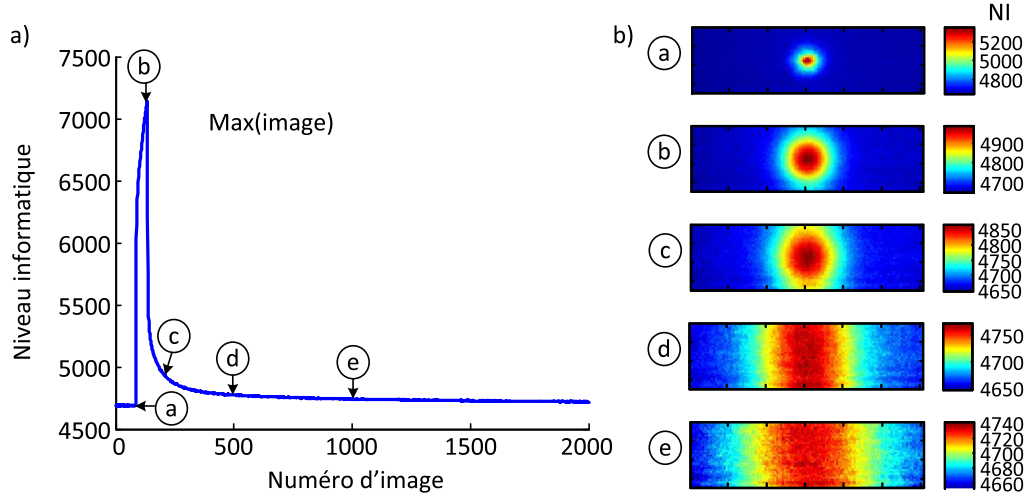 a)
7500
7000
6500
6000
5500
5000
4500
Niveau informatique
0
500
1000
1500
2000
Numéro d’image
Max(image)
b
c
d
e
a
b)
NI
a
5200
5000
4800
b
4900
4800
4700
c
4850
4800
4750
4700
4650
d
4750
4700
4650
e
4740
4720
4700
4680
4660